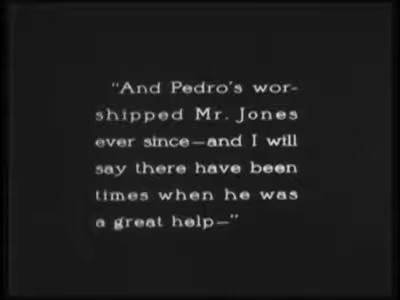 "And Pedro's wor-
shipped Mr. Jones
ever since—and I will
say there have been
times when he was
a great help—"